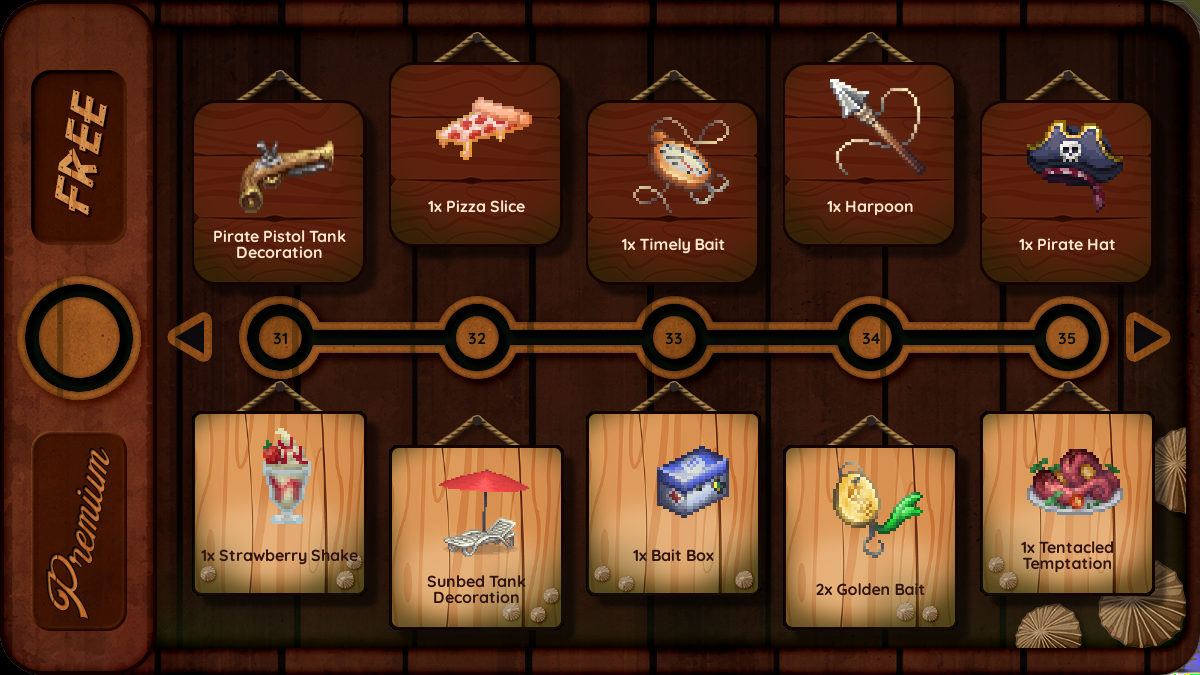 FREE
Pirate Pistol Tank
Decoration
1x Pizza Slice
1x Timely Bait
1x Harpoon
1x Pirate Hat
31
32
33
34
35
Premium
1x Strawberry Shake
Sunbed Tank
Decoration
1x Bait Box
2x Golden Bait
1x Tentacled
Temptation